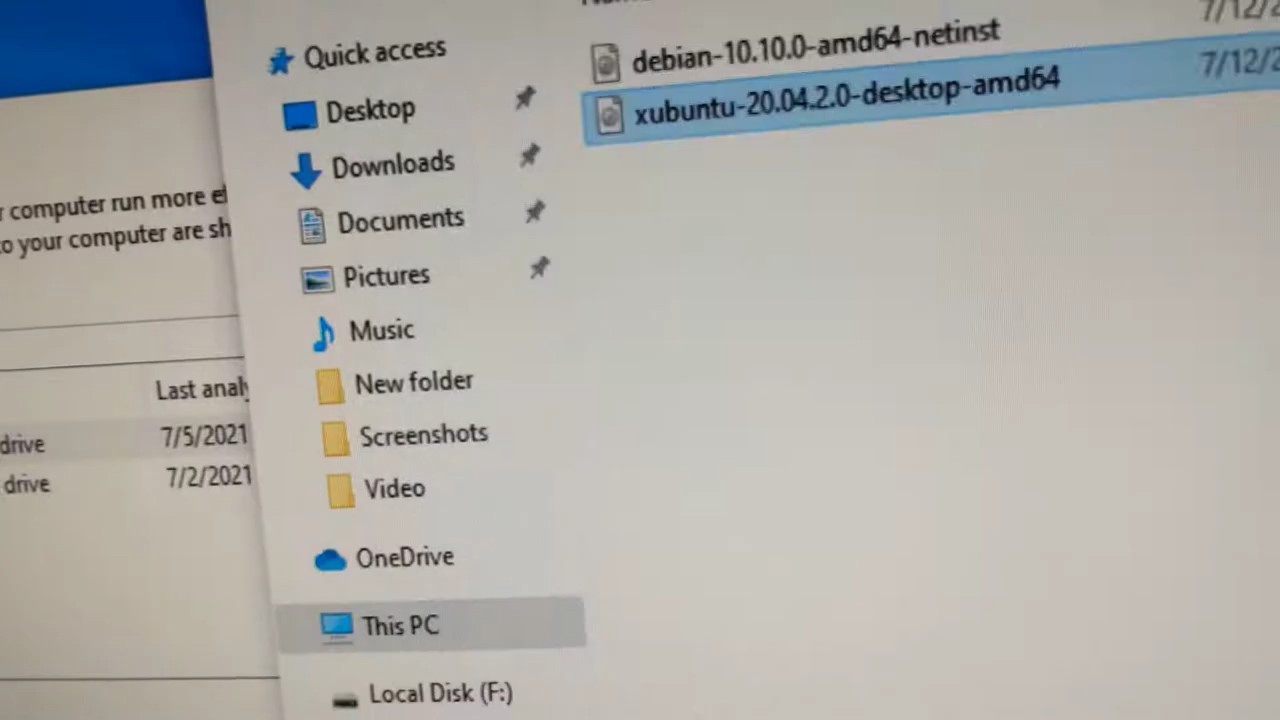 Quick access
Desktop
Downloads
Documents
Pictures
Music
New folder
Screenshots
Video
OneDrive
This PC
Local Disk (F:)
debian-10.10.0-amd64-netinst
7/12/2
xubuntu-20.04.2.0-desktop-amd64
7/12/2
computer run more
to your computer are
Last
drive
7/5/2021
drive
7/2/2021